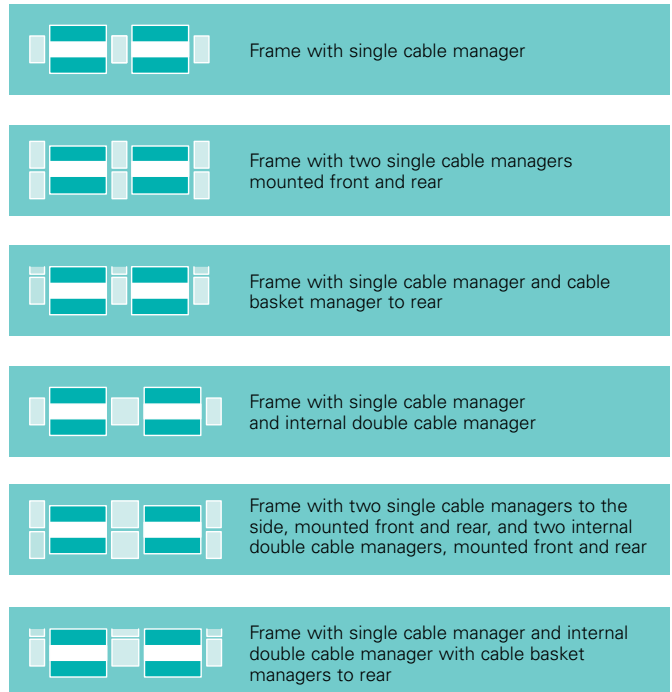 Frame with single cable manager
Frame with two single cable managers
mounted front and rear
Frame with single cable manager and cable
basket manager to rear
Frame with single cable manager
and internal double cable manager
Frame with two single cable managers to the
side, mounted front and rear, and two internal
double cable managers, mounted front and rear
Frame with single cable manager and internal
double cable manager with cable basket
managers to rear